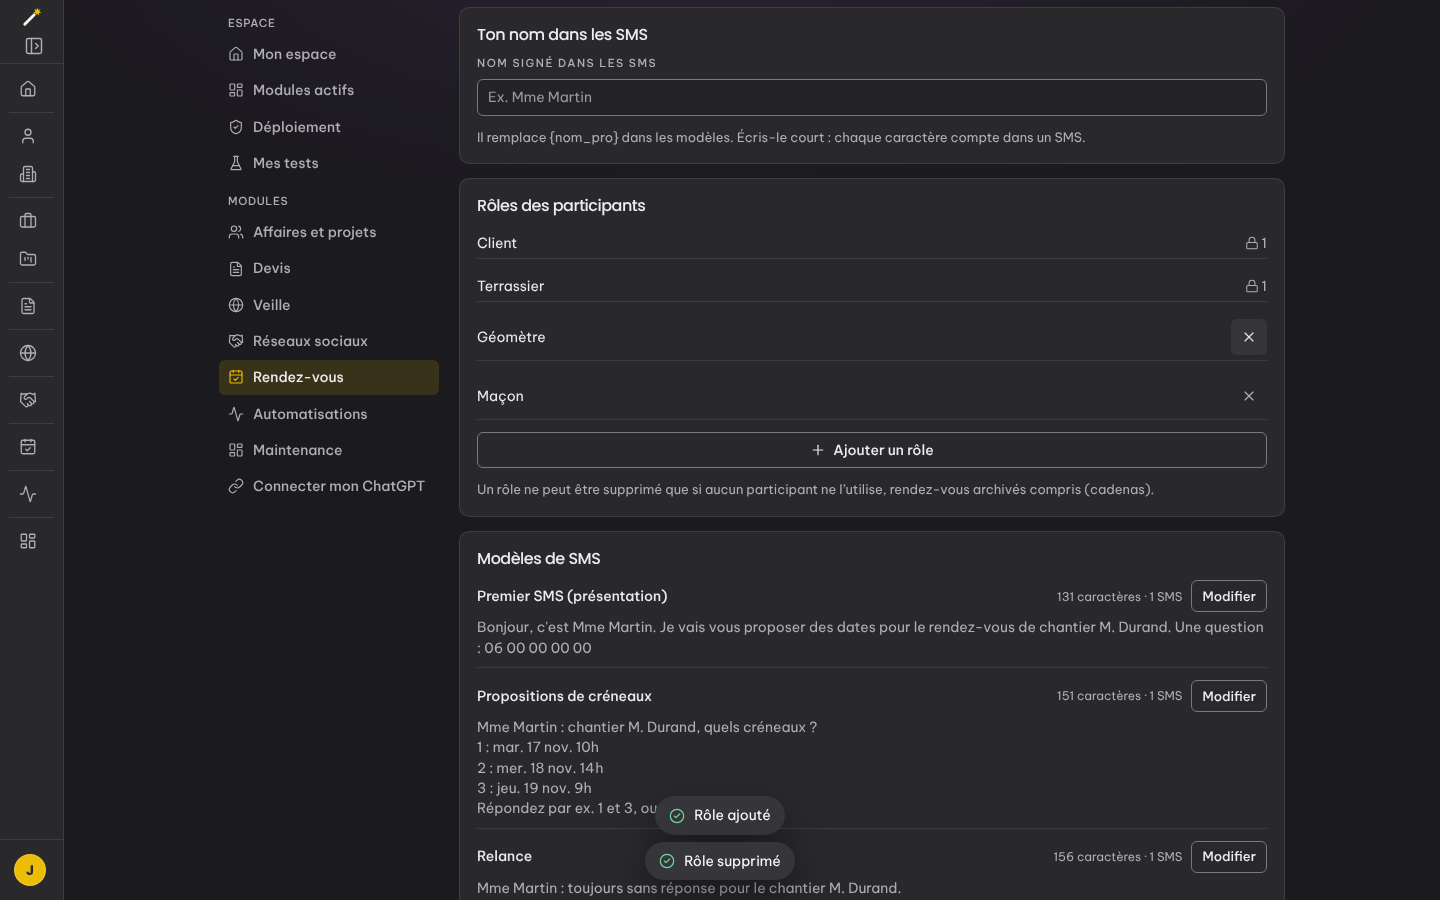 ESPACE
Mon espace
Modules actifs
Déploiement
Mes tests
MODULES
Affaires et projets
Devis
Veille
Réseaux sociaux
Rendez-vous
Automatisations
Maintenance
Connecter mon ChatGPT
J
Ton nom dans les SMS
NOM SIGNÉ DANS LES SMS
Ex. Mme Martin
Il remplace {nom_pro} dans les modèles. Écris-le court : chaque caractère compte dans un SMS.
Rôles des participants
Client 1
Terrassier 1
Géomètre
Maçon
Ajouter un rôle
Un rôle ne peut être supprimé que si aucun participant ne l'utilise, rendez-vous archivés compris (cadenas).
Modèles de SMS
Premier SMS (présentation) 131 caractères · 1 SMS Modifier
Bonjour, c'est Mme Martin. Je vais vous proposer des dates pour le rendez-vous de chantier M. Durand. Une question
: 06 00 00 00 00
Propositions de créneaux 151 caractères · 1 SMS Modifier
Mme Martin : chantier M. Durand, quels créneaux ?
1 : mar. 17 nov. 10h
2 : mer. 18 nov. 14h
3 : jeu. 19 nov. 9h
Répondez par ex. 1 et 3, ou
Rôle ajouté
Relance 156 caractères · 1 SMS Modifier
Rôle supprimé
Mme Martin : toujours sans réponse pour le chantier M. Durand.